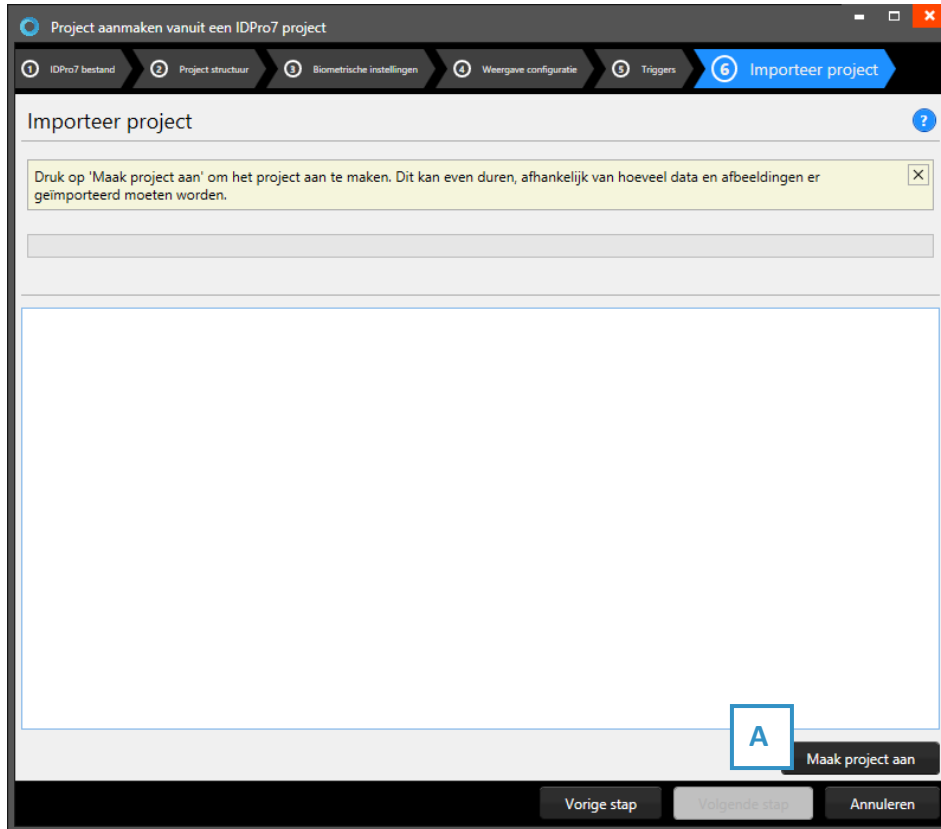 Project aanmaken vanuit een IDPro7 project
1 IDPro7 bestand 2 Project structuur 3 Biometrische instellingen 4 Weergave configuratie 5 Triggers 6 Importeer project
Importeer project ?
Druk op 'Maak project aan' om het project aan te maken. Dit kan even duren, afhankelijk van hoeveel data en afbeeldingen er
geïmporteerd moeten worden.
A
Maak project aan
Vorige stap Volgende stap Annuleren